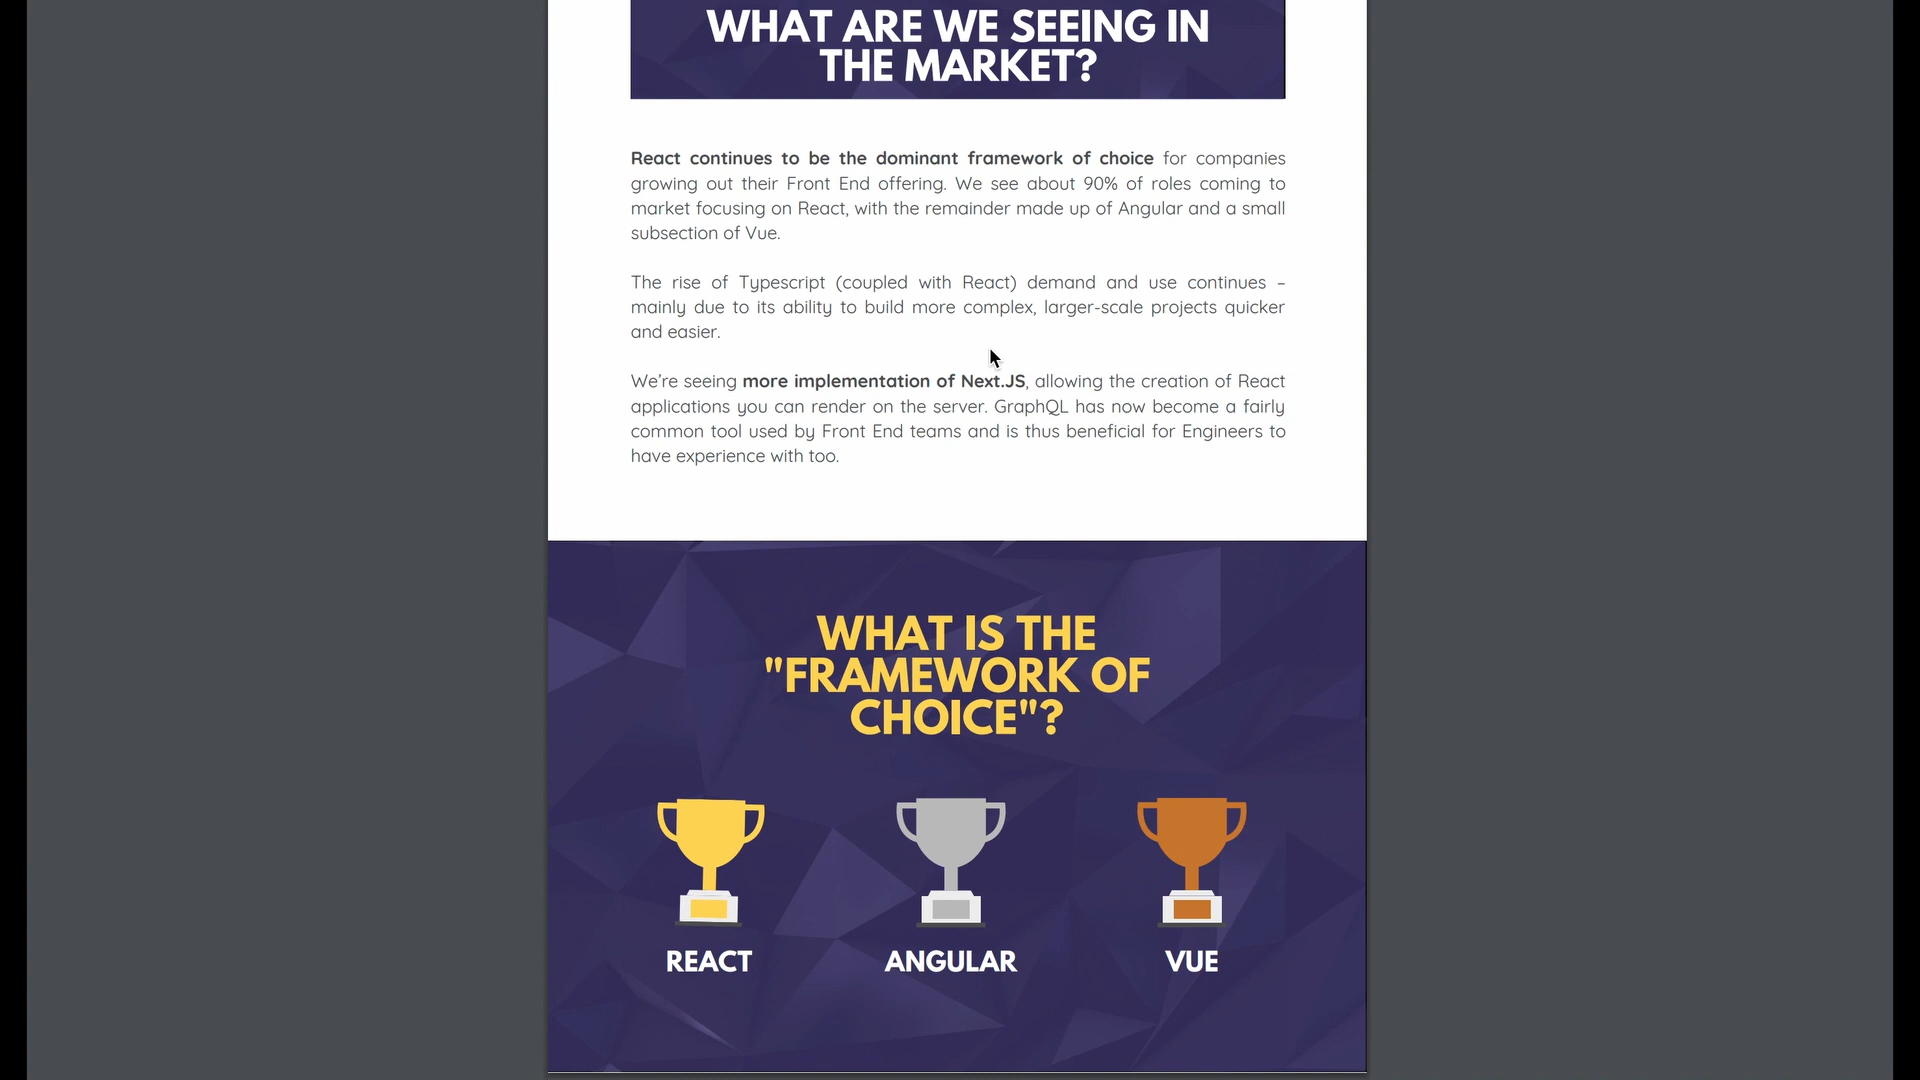 WHAT ARE WE SEEING IN
THE MARKET?
React continues to be the dominant framework of choice for companies
growing out their Front End offering. We see about 90% of roles coming to
market focusing on React, with the remainder made up of Angular and a small
subsection of Vue.
The rise of Typescript (coupled with React) demand and use continues –
mainly due to its ability to build more complex, larger-scale projects quicker
and easier.
We're seeing more implementation of Next.JS, allowing the creation of React
applications you can render on the server. GraphQL has now become a fairly
common tool used by Front End teams and is thus beneficial for Engineers to
have experience with too.
WHAT IS THE
"FRAMEWORK OF
CHOICE"?
REACT
ANGULAR
VUE